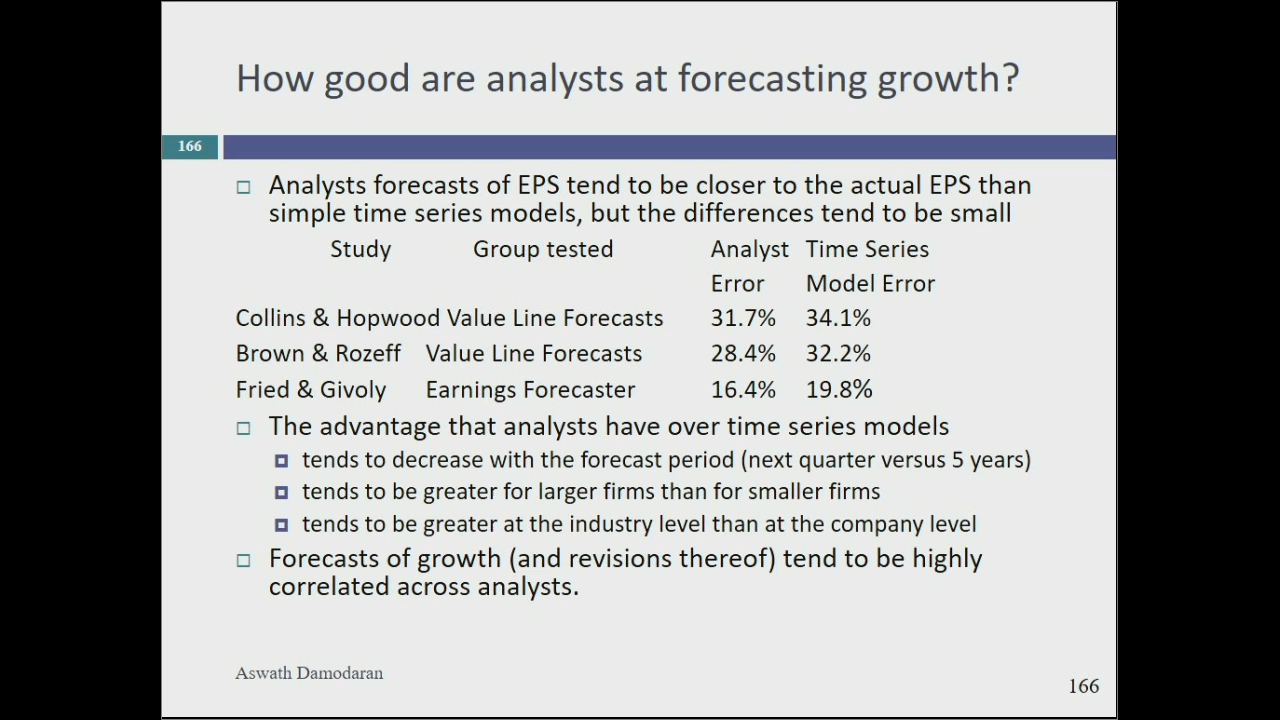 How good are analysts at forecasting growth?
166
Analysts forecasts of EPS tend to be closer to the actual EPS than
simple time series models, but the differences tend to be small
Study Group tested Analyst Time Series
Error Model Error
Collins & Hopwood Value Line Forecasts 31.7% 34.1%
Brown & Rozeff Value Line Forecasts 28.4% 32.2%
Fried & Givoly Earnings Forecaster 16.4% 19.8%
The advantage that analysts have over time series models
tends to decrease with the forecast period (next quarter versus 5 years)
tends to be greater for larger firms than for smaller firms
tends to be greater at the industry level than at the company level
Forecasts of growth (and revisions thereof) tend to be highly
correlated across analysts.
Aswath Damodaran
166